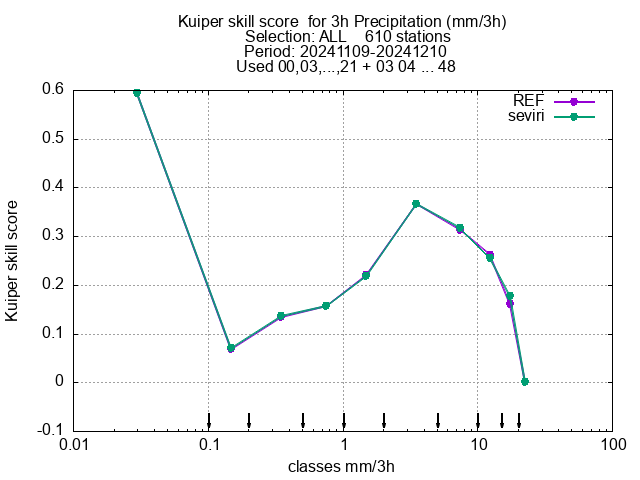 Kuiper skill score  for 3h Precipitation (mm/3h)
Selection: ALL    610 stations
Period: 20241109-20241210
Used 00,03,...,21 + 03 04 ... 48
REF
seviri
0.6
0.5
0.4
0.3
0.2
0.1
0
-0.1
Kuiper skill score
0.01
0.1
1
10
100
classes mm/3h